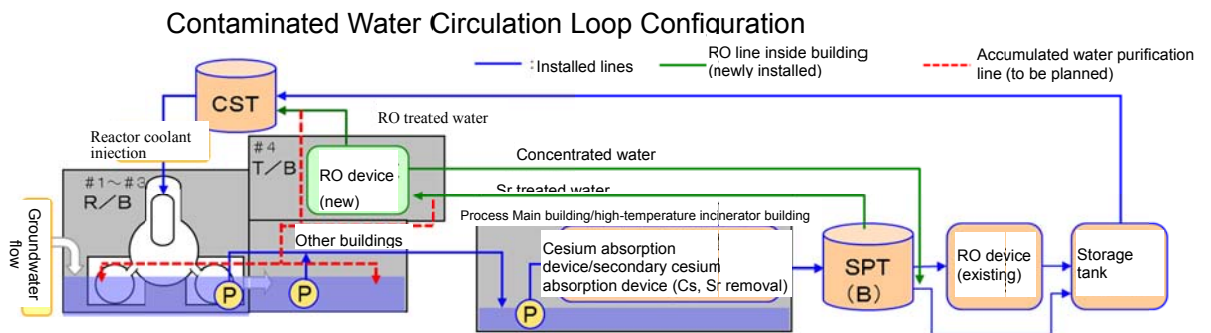 Contaminated Water Circulation Loop Configuration
:Installed lines
RO line inside building
(newly installed)
Accumulated water purification
line (to be planned)
CST
RO treated water
Reactor coolant
injection
#4
T/B
RO device
(new)
Concentrated water
Sr treated water
#1~#3
R/B
Groundwater
flow
Other buildings
Process Main building/high-temperature incinerator building
Cesium absorption
device/secondary cesium
absorption device (Cs, Sr removal)
P
P
P
SPT
(B)
RO device
(existing)
Storage
tank